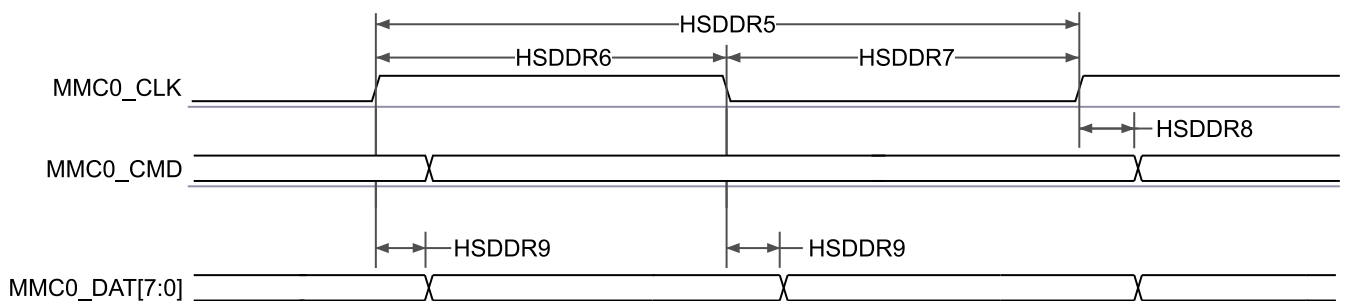 HSDDR5
HSDDR6 HSDDR7
MMC0_CLK
HSDDR8
MMC0_CMD
HSDDR9 HSDDR9
MMC0_DAT[7:0]